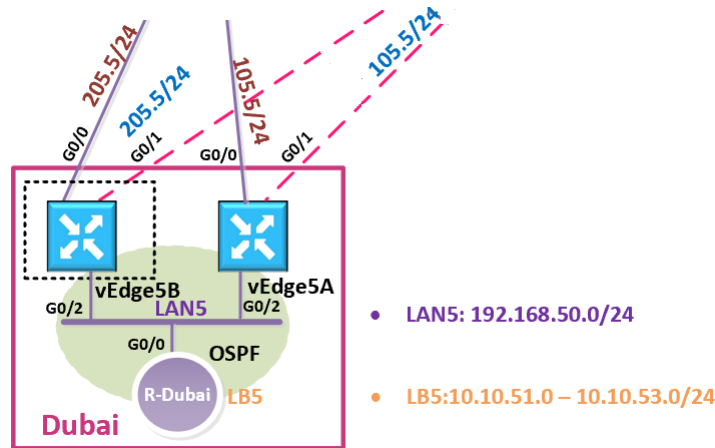 205.5/24
205.5/24
105.5/24
105.5/24
G0/0
G0/1
G0/0
G0/1
vEdge5B
vEdge5A
G0/2
LAN5
G0/2
G0/0
OSPF
R-Dubai
LB5
Dubai
• LAN5: 192.168.50.0/24
• LB5:10.10.51.0 – 10.10.53.0/24